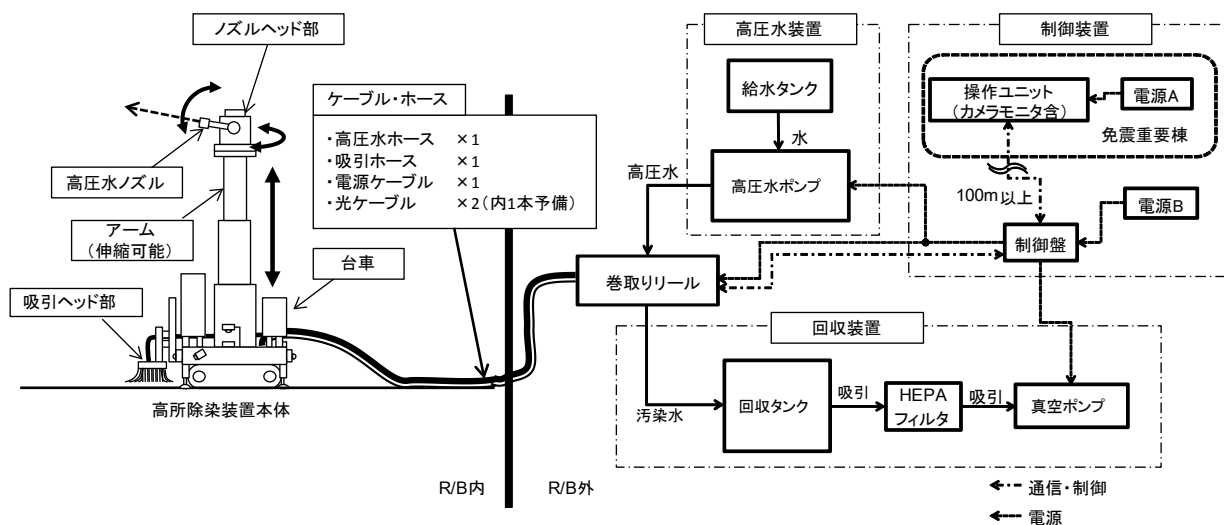 ノズルヘッド部
高圧水ノズル
アーム
(伸縮可能)
吸引ヘッド部
台車
高所除染装置本体
ケーブル・ホース
・高圧水ホース ×1
・吸引ホース ×1
・電源ケーブル ×1
・光ケーブル ×2(内1本予備)
R/B内
R/B外
高圧水装置
給水タンク
水
高圧水ポンプ
高圧水
巻取りリール
制御装置
操作ユニット
(カメラモニタ含)
電源A
免震重要棟
100m以上
電源B
制御盤
回収装置
汚染水
回収タンク
吸引
HEPA
フィルタ
吸引
真空ポンプ
通信・制御
電源